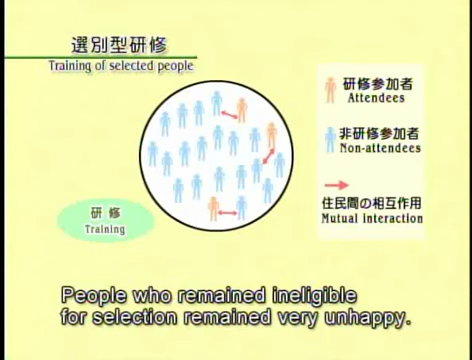 選別型研修
Training of selected people
研修参加者
Attendees
非研修参加者
Non-attendees
住民間の相互作用
Mutual interaction
研修
Training
People who remained ineligible
for selection remained very unhappy.